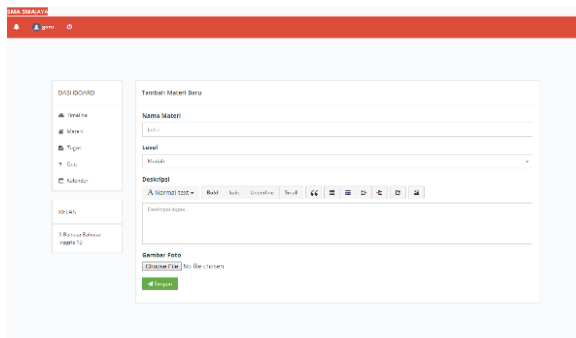 SMA SMAJAYA
guru
DASHBOARD
Timeline
Materi
Tugas
Quiz
Kalender
KELAS
X Bahasa Bahasa
Inggris 10
Tambah Materi Baru
Nama Materi
Judul
Level
Mudah
Deskripsi
A Normal text Bold Italic Underline Small
Deskripsi tugas..
Gambar Foto
Choose File No file chosen
Simpan